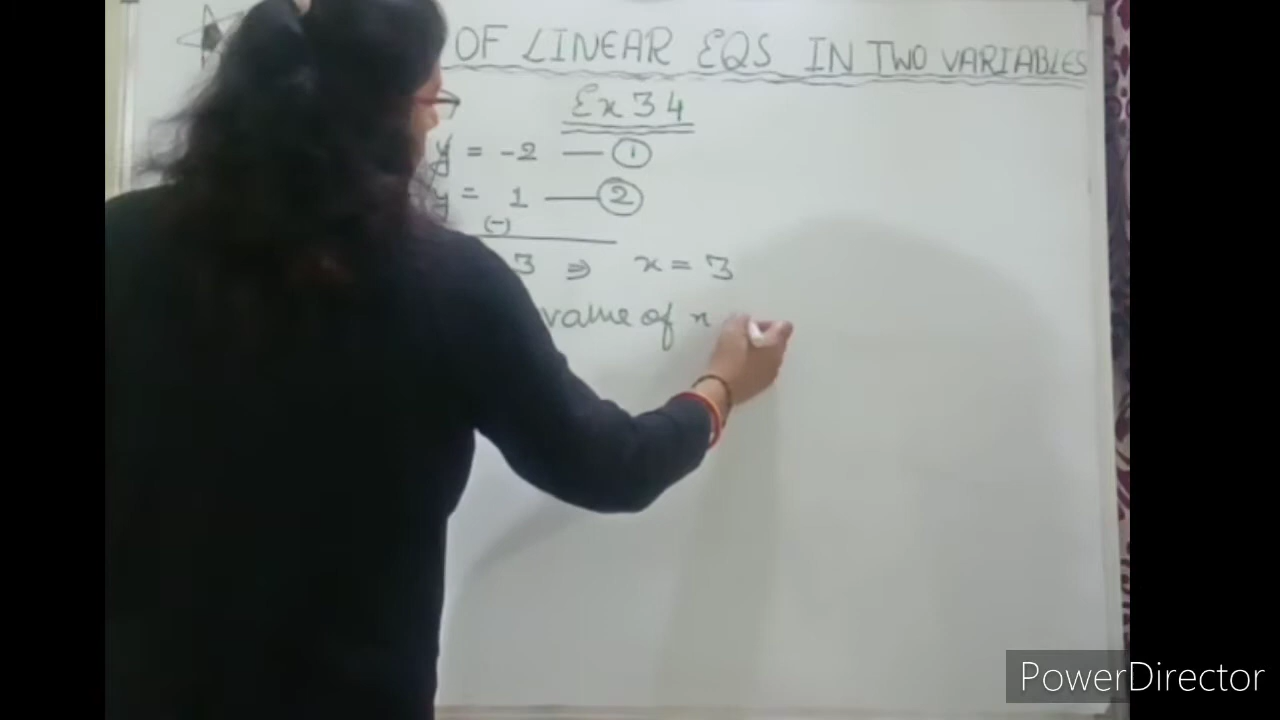 OF LINEAR EQS IN TWO VARIABLES
Ex 3 4
y = -2 — ①
y = 1 — ②
(-)
3 ⇒ x = 3
value of x
PowerDirector